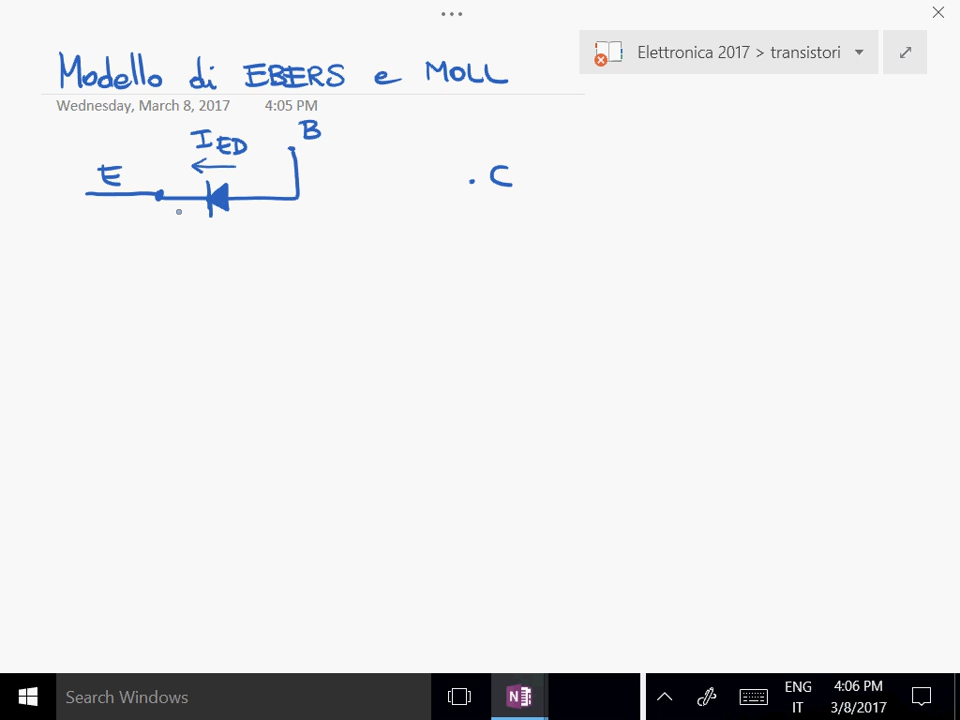 Modello di EBERS e MOLL
Elettronica 2017 > transistori
Wednesday, March 8, 2017 4:05 PM
B
I ED
E
. C
Search Windows
N
ENG
IT
4:06 PM
3/8/2017